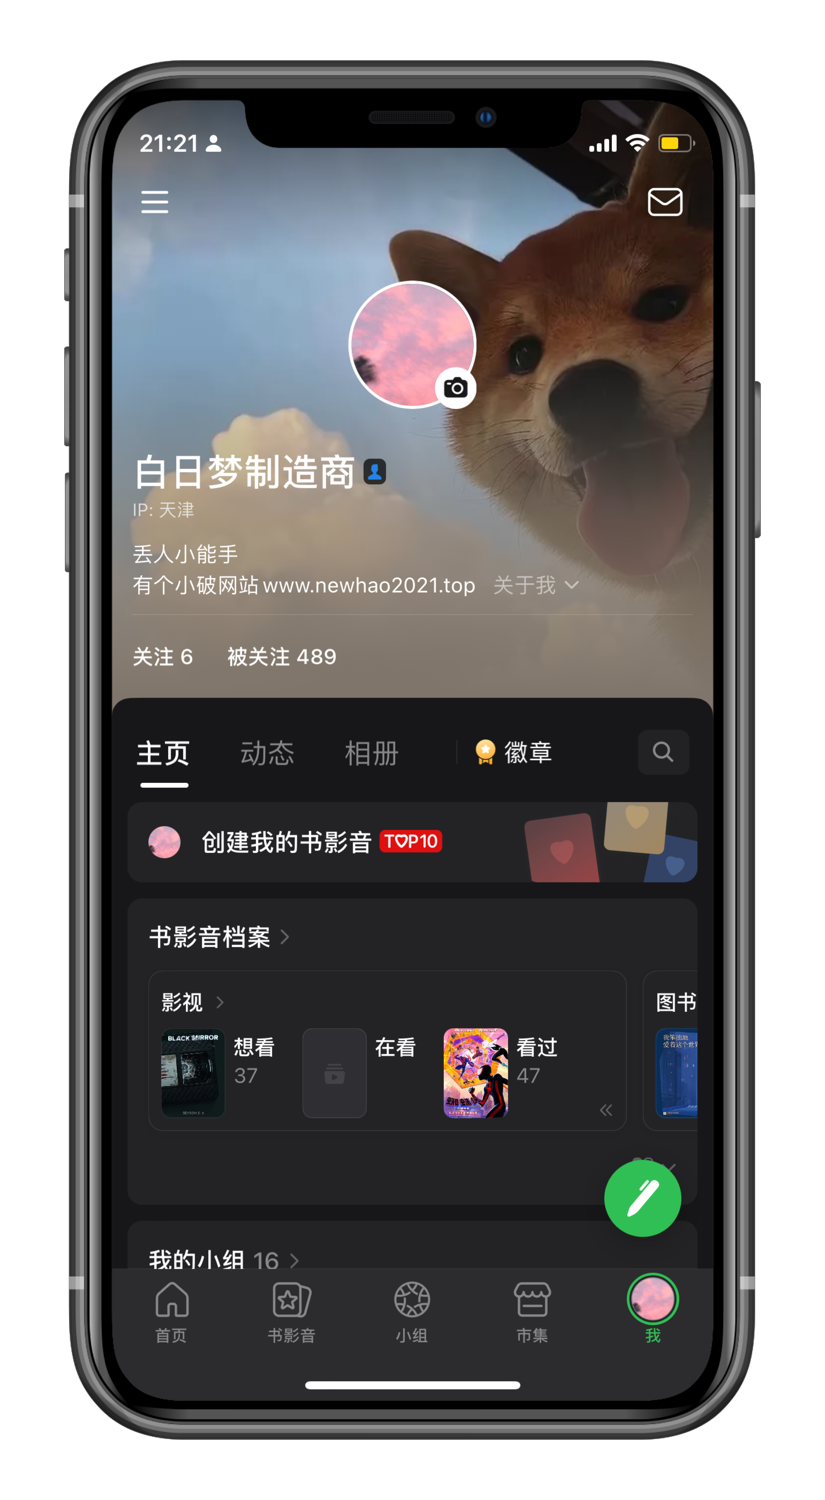 21:21
白日梦制造商
IP: 天津
丢人小能手
有个小破网站www.newhao2021.top 关于我
关注 6 被关注 489
主页 动态 相册 徽章
创建我的书影音 TOP10
书影音档案
影视
图书
BLACK MIRROR
想看
37
在看
看过
47
我的小组 16
首页 书影音 小组 市集 我